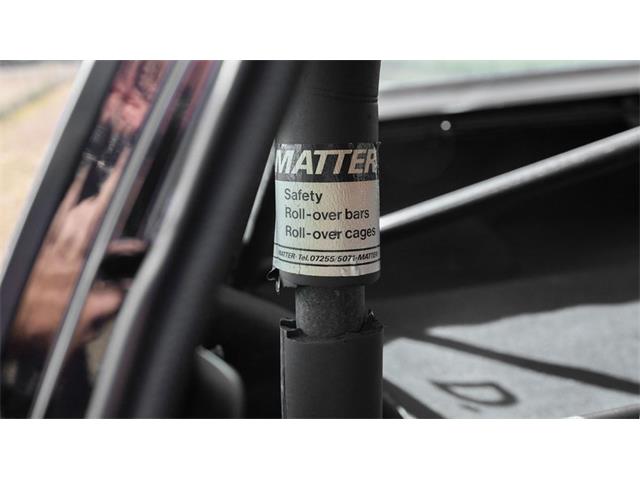 MATTER
Safety
Roll-over bars
Roll-over cages
MATTER · Tel. 07255/5071 - MATTER
D.